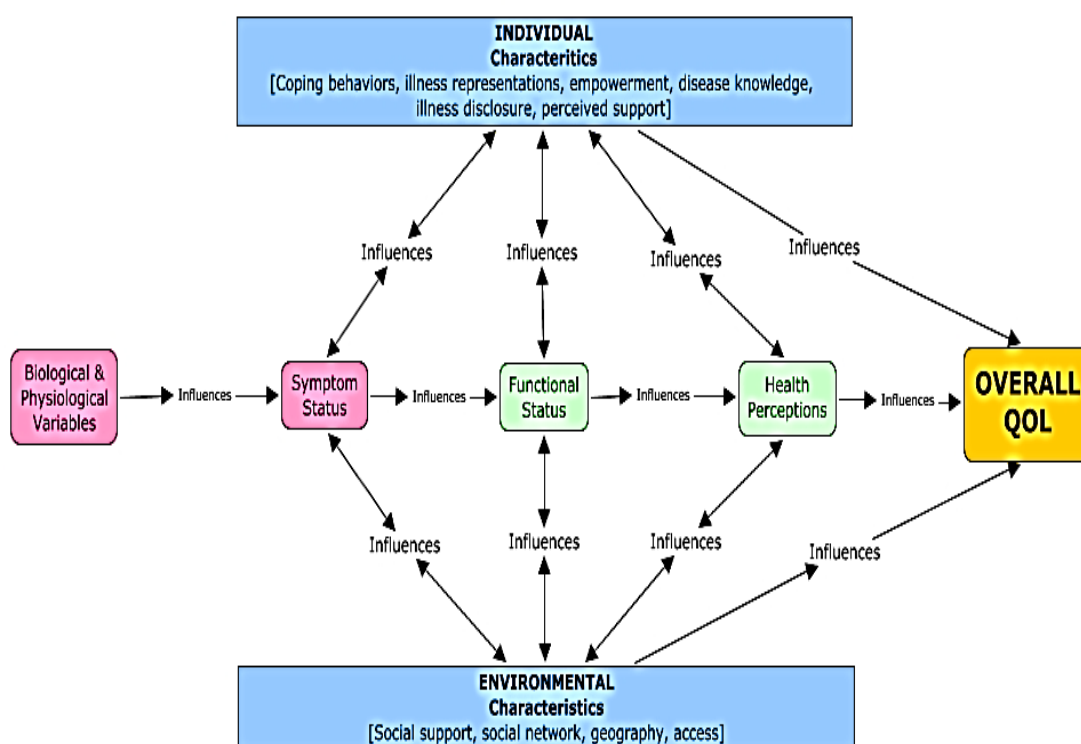 INDIVIDUAL
Characteritics
[Coping behaviors, illness representations, empowerment, disease knowledge,
illness disclosure, perceived support]
Influences
Influences
Influences
Influences
Biological &
Physiological
Variables
Influences
Symptom
Status
Influences
Functional
Status
Influences
Health
Perceptions
Influences
OVERALL
QOL
Influences
Influences
Influences
Influences
ENVIRONMENTAL
Characteristics
[Social support, social network, geography, access]